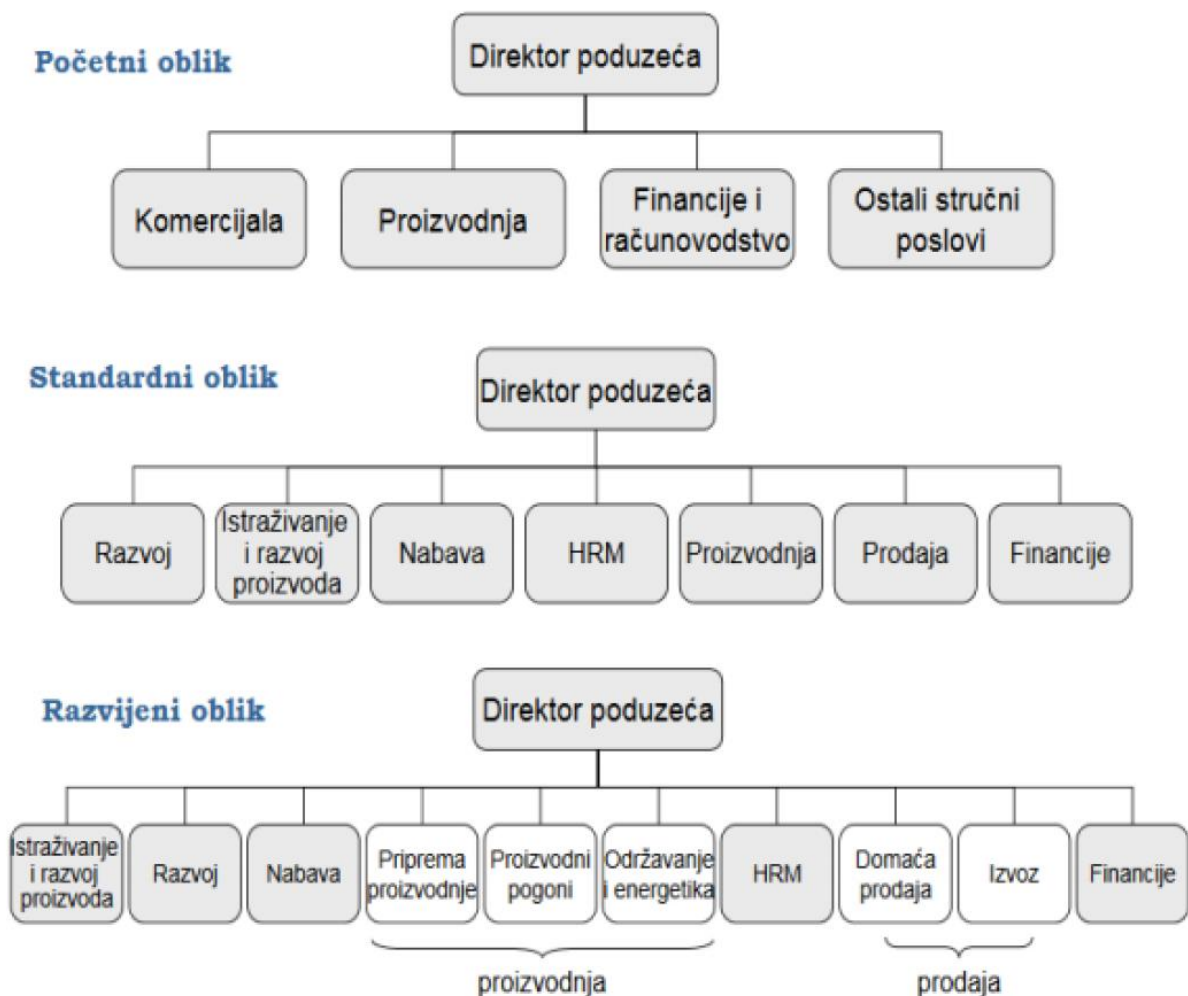 Početni oblik
Direktor poduzeća
Komercijala
Proizvodnja
Financije i
računovodstvo
Ostali stručni
poslovi
Standardni oblik
Direktor poduzeća
Razvoj
Istraživanje
i razvoj
proizvoda
Nabava
HRM
Proizvodnja
Prodaja
Financije
Razvijeni oblik
Direktor poduzeća
Istraživanje
i razvoj
proizvoda
Razvoj
Nabava
Priprema
proizvodnje
Proizvodni
pogoni
Održavanje
i energetika
HRM
Domaća
prodaja
Izvoz
Financije
proizvodnja
prodaja